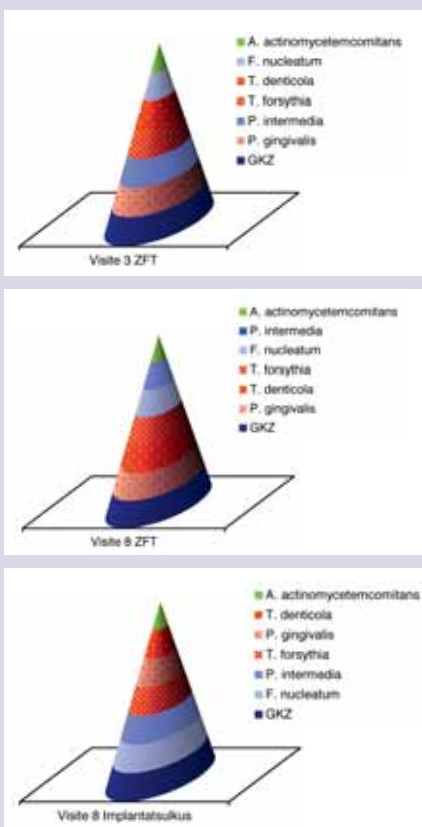 A. actinomycetemcomitans
F. nucleatum
T. denticola
T. forsythia
P. intermedia
P. gingivalis
GKZ
Visite 3 ZFT
A. actinomycetemcomitans
P. intermedia
F. nucleatum
T. forsythia
T. denticola
P. gingivalis
GKZ
Visite 8 ZFT
A. actinomycetemcomitans
T. denticola
P. gingivalis
T. forsythia
P. intermedia
F. nucleatum
GKZ
Visite 8 Implantatsulkus